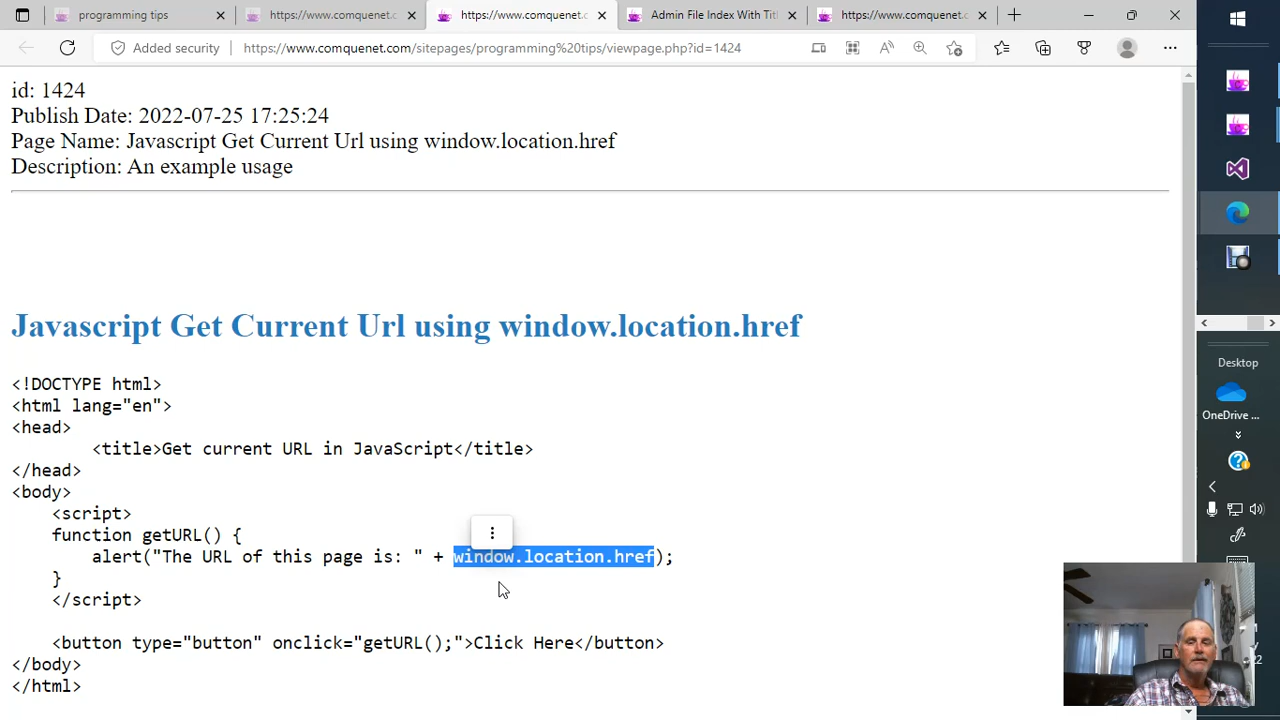 programming tips
https://www.comquenet.c
https://www.comquenet.c
Admin File Index With Tit
https://www.comquenet.c
Added security
https://www.comquenet.com/sitepages/programming%20tips/viewpage.php?id=1424
id: 1424
Publish Date: 2022-07-25 17:25:24
Page Name: Javascript Get Current Url using window.location.href
Description: An example usage
Javascript Get Current Url using window.location.href
<!DOCTYPE html>
<html lang="en">
<head>
<title>Get current URL in JavaScript</title>
</head>
<body>
<script>
function getURL() {
alert("The URL of this page is: " + window.location.href);
}
</script>
<button type="button" onclick="getURL();">Click Here</button>
</body>
</html>
Desktop
OneDrive ...